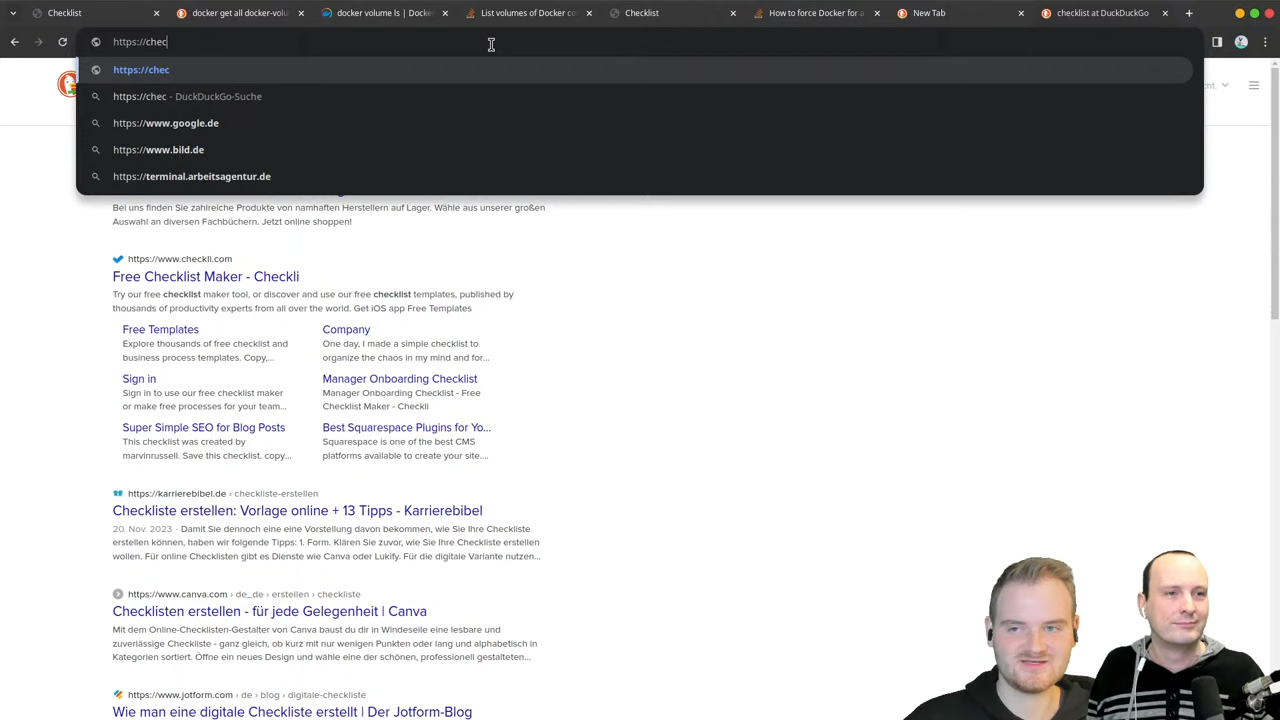 Checklist
docker get all docker-volu
docker volume ls | Docker
List volumes of Docker co
Checklist
How to force Docker for a
New Tab
checklist at DuckDuckGo
https://chec
https://chec
https://chec - DuckDuckGo-Suche
https://www.google.de
https://www.bild.de
https://terminal.arbeitsagentur.de
Bei uns finden Sie zahlreiche Produkte von namhaften Herstellern auf Lager. Wähle aus unserer großen
Auswahl an diversen Fachbüchern. Jetzt online shoppen!
https://www.checkli.com
Free Checklist Maker - Checkli
Try our free checklist maker tool, or discover and use our free checklist templates, published by
thousands of productivity experts from all over the world. Get iOS app Free Templates
Free Templates
Explore thousands of free checklist and
business process templates. Copy,...
Company
One day, I made a simple checklist to
organize the chaos in my mind and for...
Sign in
Sign in to use our free checklist maker
or make free processes for your team...
Manager Onboarding Checklist
Manager Onboarding Checklist - Free
Checklist Maker - Checkli
Super Simple SEO for Blog Posts
This checklist was created by
marvinrussell. Save this checklist. copy...
Best Squarespace Plugins for Yo...
Squarespace is one of the best CMS
platforms available to create your site....
https://karrierebibel.de › checkliste-erstellen
Checkliste erstellen: Vorlage online + 13 Tipps - Karrierebibel
20. Nov. 2023 · Damit Sie dennoch eine eine Vorstellung davon bekommen, wie Sie Ihre Checkliste
erstellen können, haben wir folgende Tipps: 1. Form. Klären Sie zuvor, wie Sie Ihre Checkliste erstellen
wollen. Für online Checklisten gibt es Dienste wie Canva oder Lukify. Für die digitale Variante nutzen...
https://www.canva.com › de_de › erstellen › checkliste
Checklisten erstellen - für jede Gelegenheit | Canva
Mit dem Online-Checklisten-Gestalter von Canva baust du dir in Windeseile eine lesbare und
zuverlässige Checkliste - ganz gleich, ob kurz mit nur wenigen Punkten oder lang und alphabetisch in
Kategorien sortiert. Öffne ein neues Design und wähle eine der schönen, professionell gestalteten...
https://www.jotform.com › de › blog › digitale-checkliste
Wie man eine digitale Checkliste erstellt | Der Jotform-Blog